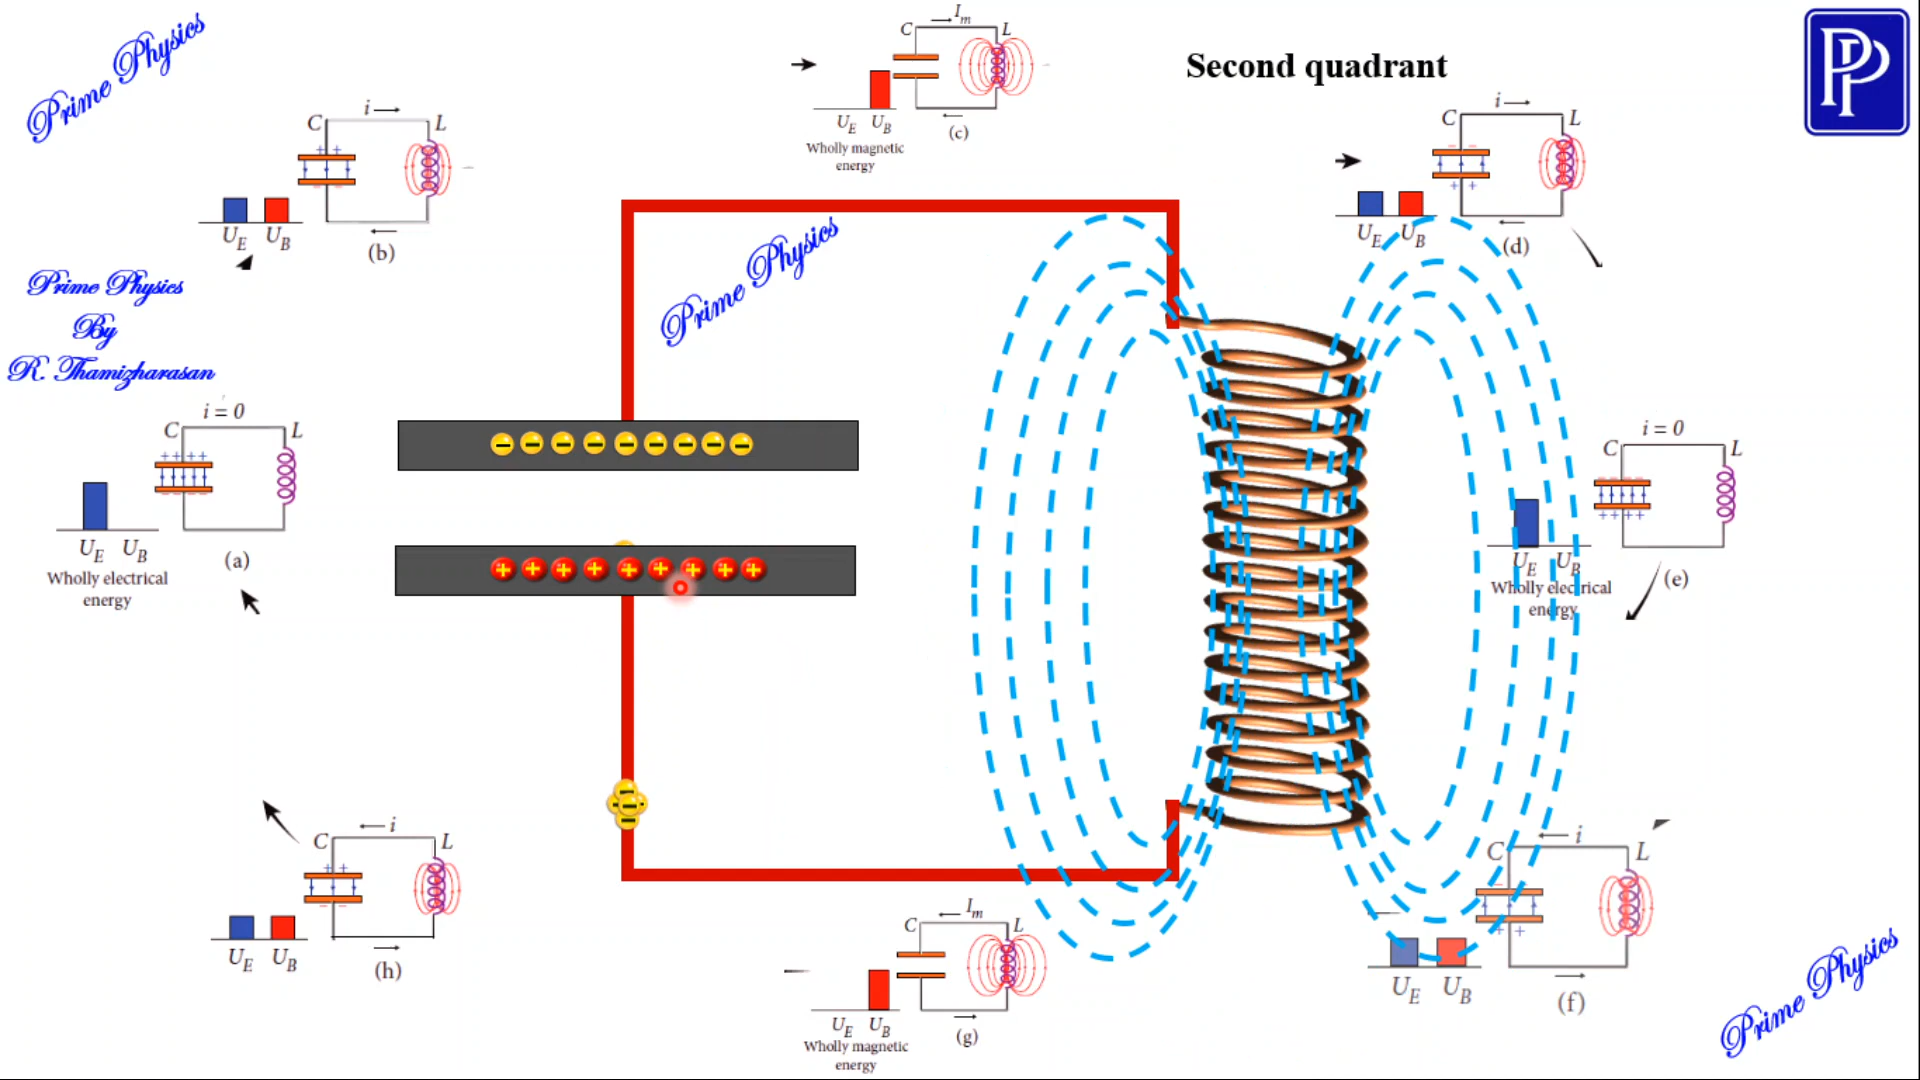 Prime Physics
PP
Second quadrant
I_m
C
L
U_E U_B
(c)
Wholly magnetic
energy
i
C
L
+ +
- -
U_E U_B
(b)
i
C
L
- -
+ +
U_E U_B
(d)
Prime Physics
Prime Physics
By
R. Thamizharasan
i = 0
C
L
+ + + +
- - - -
U_E U_B
(a)
Wholly electrical
energy
- - - - - - - - -
+ + + + + + + + +
i = 0
C
L
- - - -
+ + + +
U_E U_B
(e)
Wholly electrical
energy
i
C
L
+ +
- -
U_E U_B
(h)
I_m
C
L
U_E U_B
(g)
Wholly magnetic
energy
i
C
L
+ +
U_E U_B
(f)
Prime Physics